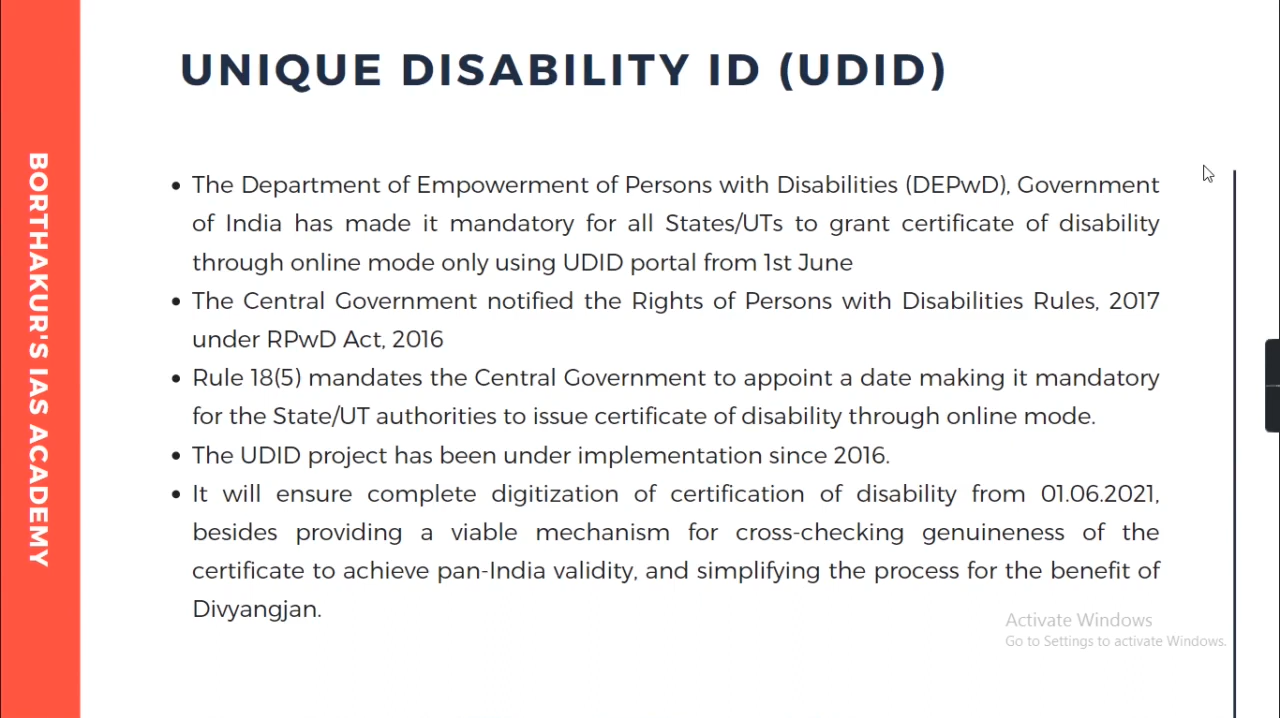 UNIQUE DISABILITY ID (UDID)
BORTHAKUR'S IAS ACADEMY
• The Department of Empowerment of Persons with Disabilities (DEPwD), Government
of India has made it mandatory for all States/UTs to grant certificate of disability
through online mode only using UDID portal from 1st June
• The Central Government notified the Rights of Persons with Disabilities Rules, 2017
under RPwD Act, 2016
• Rule 18(5) mandates the Central Government to appoint a date making it mandatory
for the State/UT authorities to issue certificate of disability through online mode.
• The UDID project has been under implementation since 2016.
• It will ensure complete digitization of certification of disability from 01.06.2021,
besides providing a viable mechanism for cross-checking genuineness of the
certificate to achieve pan-India validity, and simplifying the process for the benefit of
Divyangjan.
Activate Windows
Go to Settings to activate Windows.